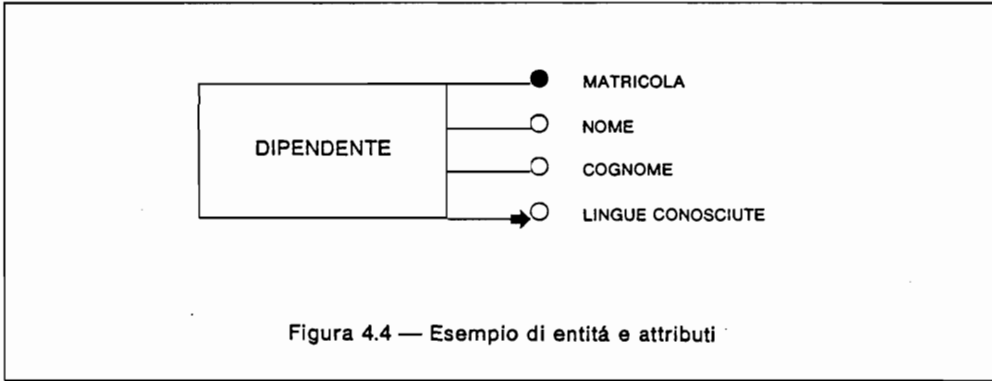 MATRICOLA
NOME
DIPENDENTE
COGNOME
LINGUE CONOSCIUTE
Figura 4.4 — Esempio di entitá e attributi